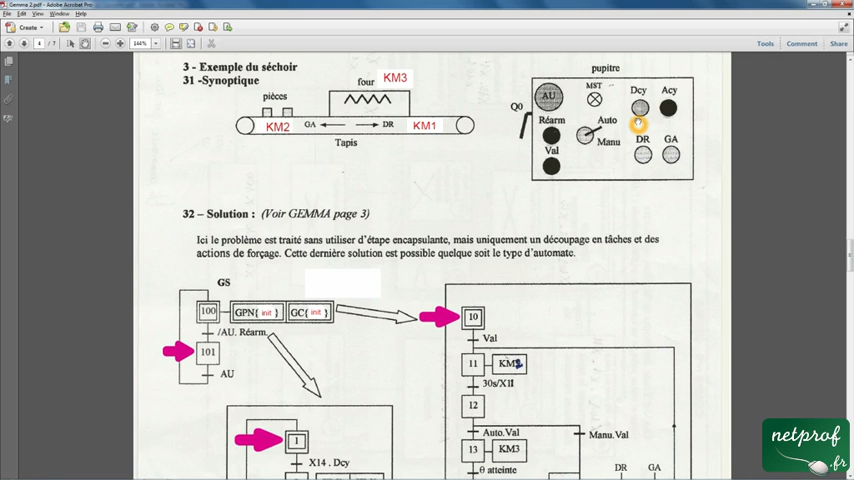 Gemma 2.pdf - Adobe Acrobat Pro
File Edit View Window Help
Create
4 / 7 144%
Tools Comment Share
3 - Exemple du séchoir
31 -Synoptique
four KM3
pièces
KM2 GA DR KM1
Tapis
pupitre
Q0
AU MST Dcy Acy
Réarm Auto
Val Manu DR GA
32 – Solution : (Voir GEMMA page 3)
Ici le problème est traité sans utiliser d'étape encapsulante, mais uniquement un découpage en tâches et des
actions de forçage. Cette dernière solution est possible quelque soit le type d'automate.
GS
100 GPN{ init } GC{ init }
/AU. Réarm.
101
AU
1
X14 . Dcy
10
Val
11
30s/X11
12
Auto.Val Manu.Val
13 KM3
θ atteinte DR GA
netprof
.fr